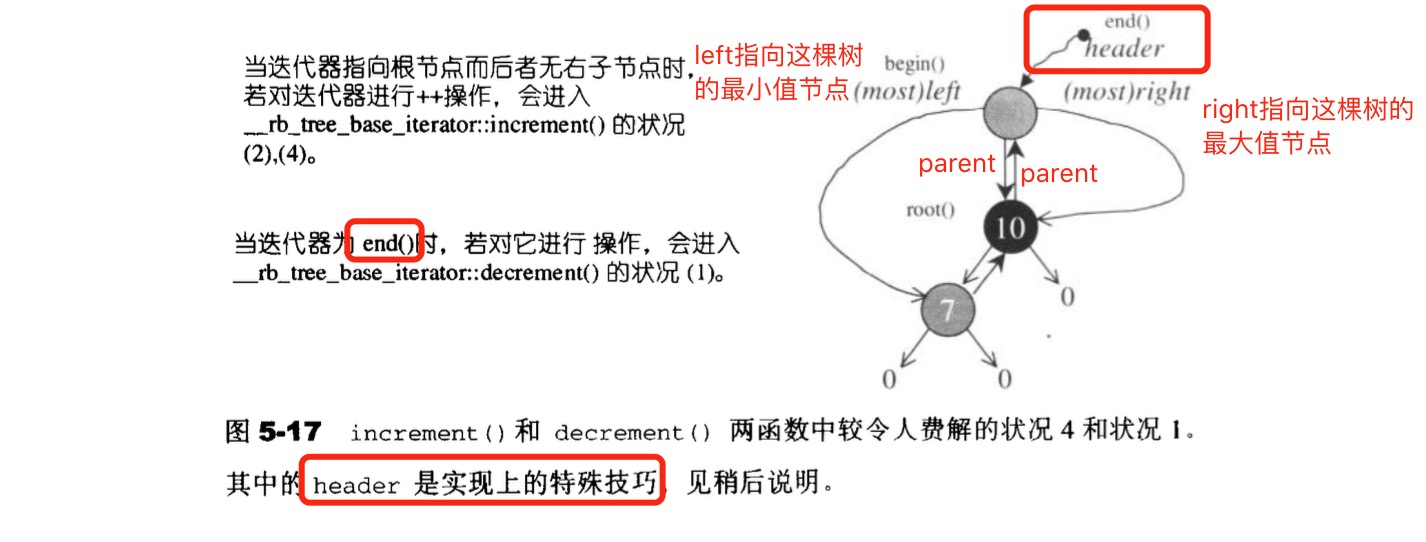 当迭代器指向根节点而后者无右子节点时，
若对迭代器进行++操作，会进入
__rb_tree_base_iterator::increment() 的状况
(2),(4)。
当迭代器为 end()时，若对它进行 操作，会进入
__rb_tree_base_iterator::decrement() 的状况 (1)。
left指向这棵树
的最小值节点
end()
header
begin()
(most)left
(most)right
right指向这棵树的
最大值节点
parent
parent
root()
10
7
0
0
0
图 5-17 increment() 和 decrement() 两函数中较令人费解的状况 4 和状况 1。
其中的 header 是实现上的特殊技巧，见稍后说明。